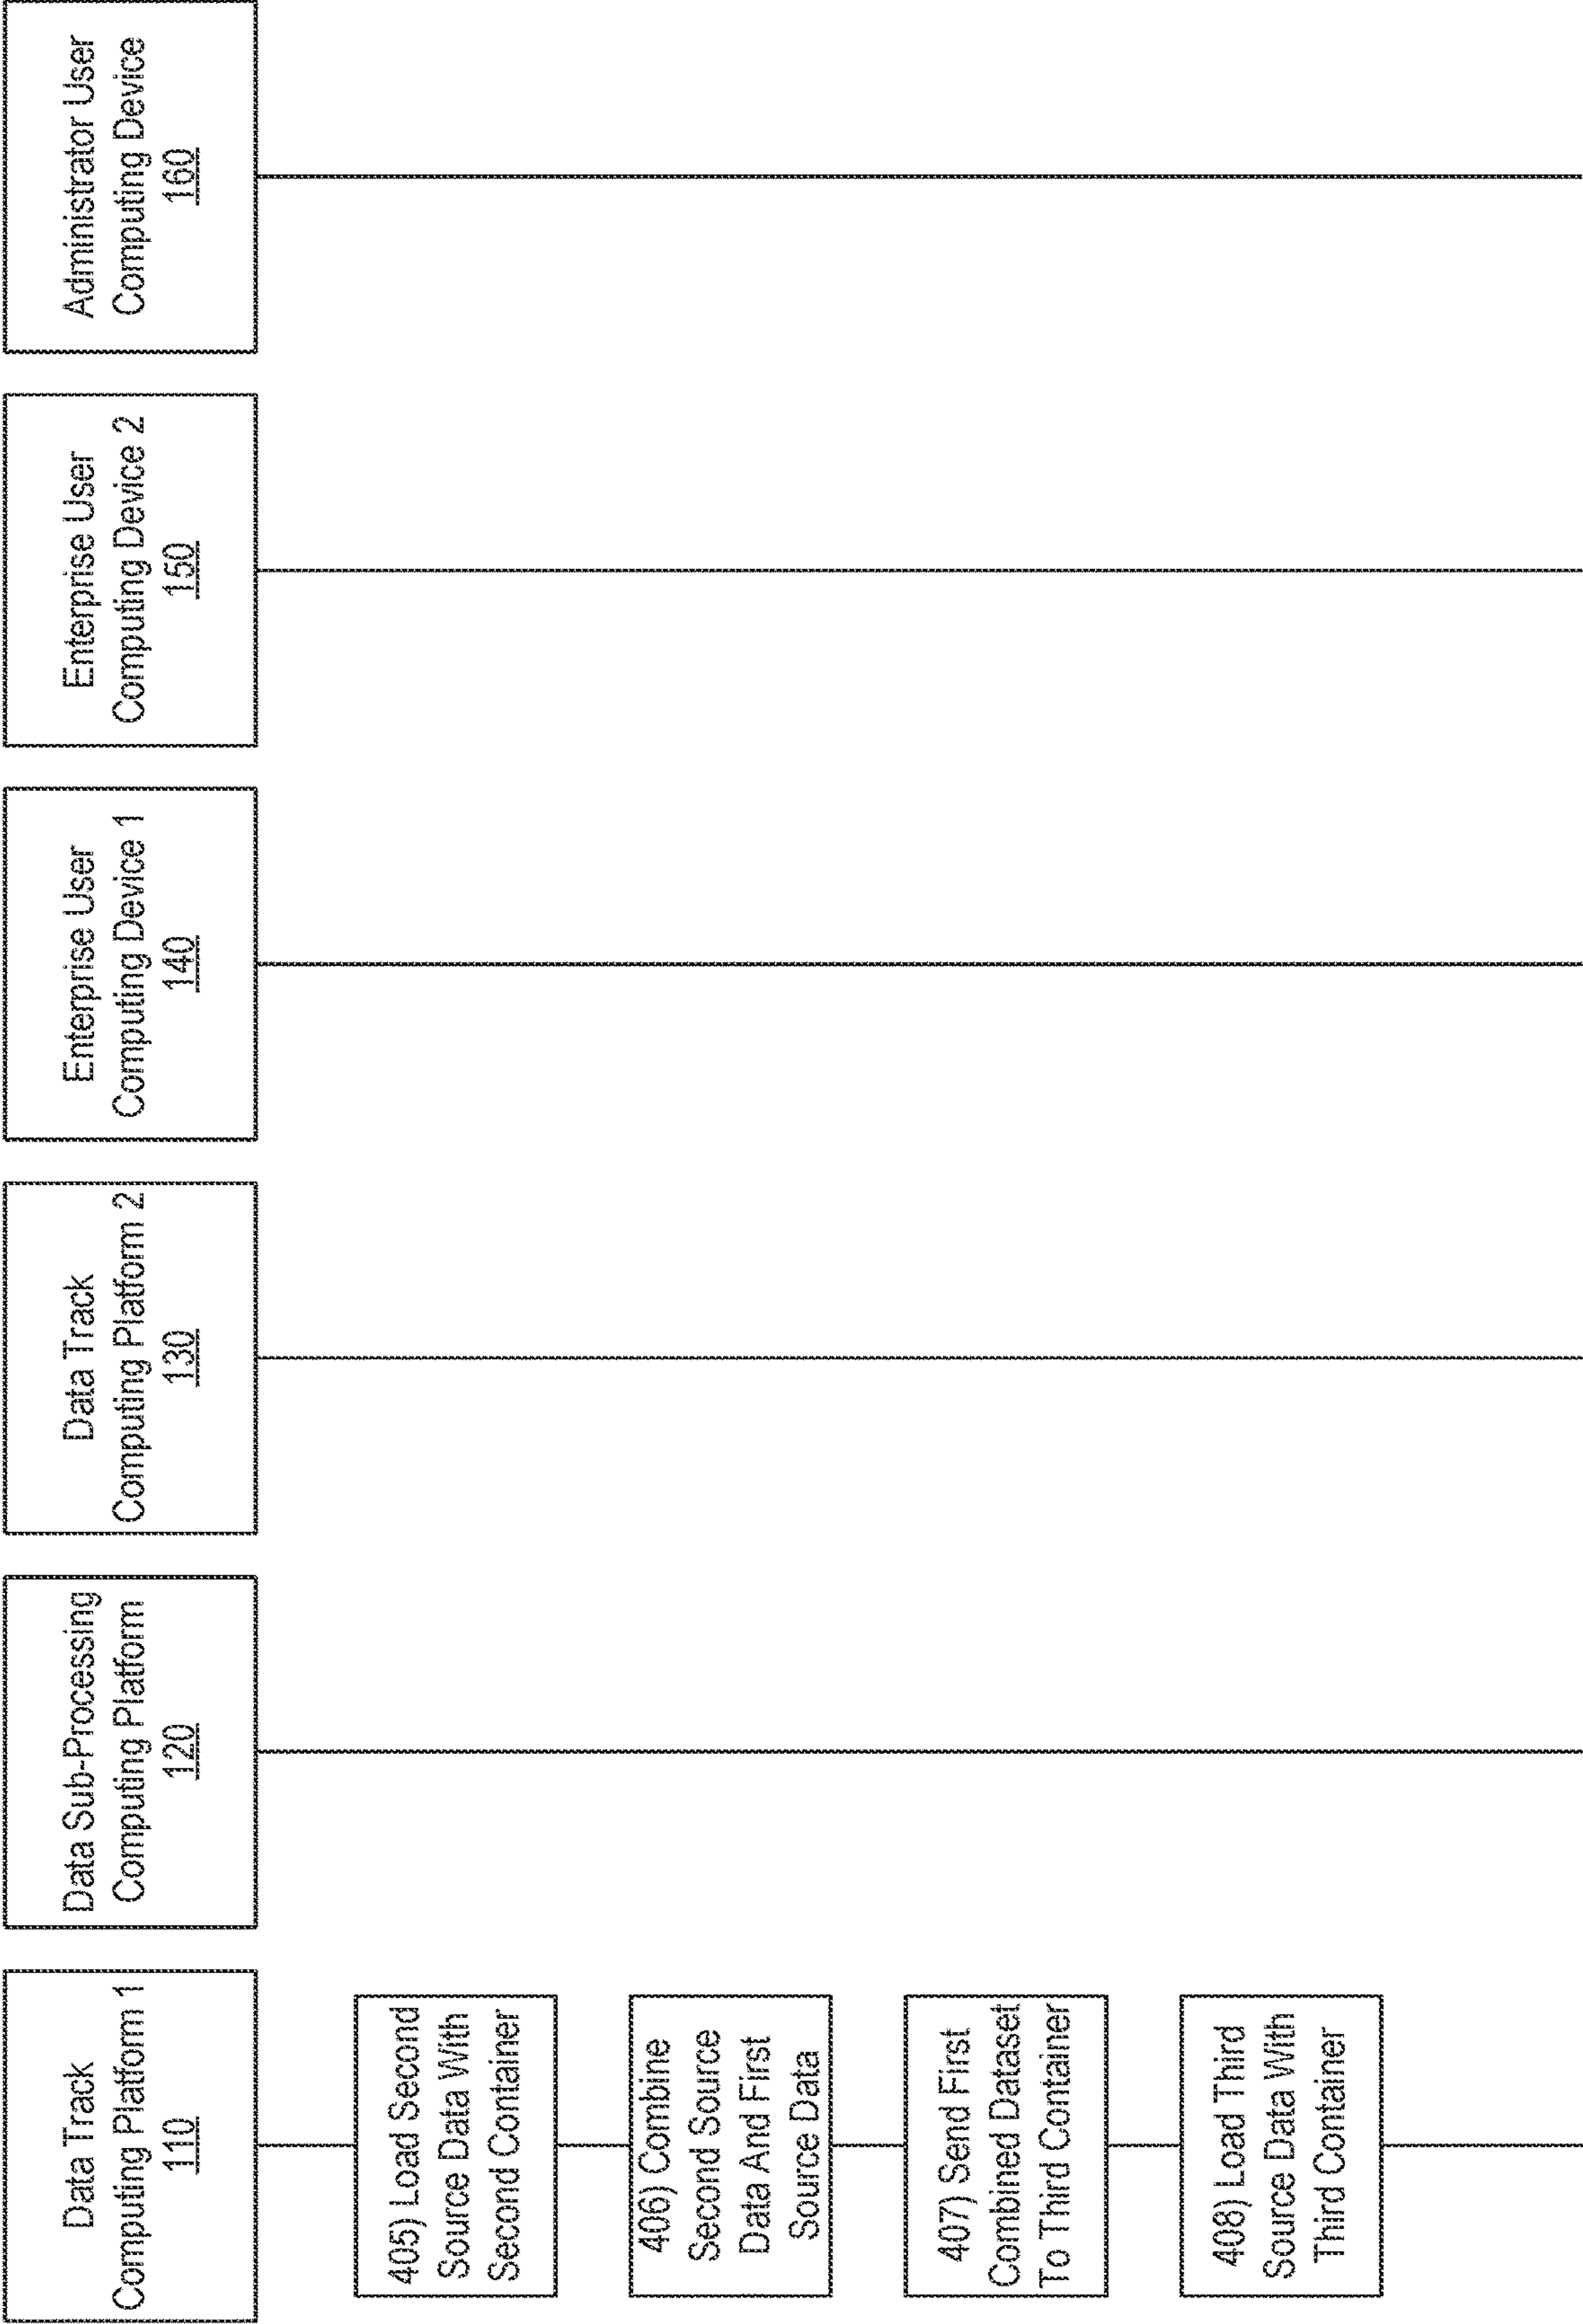 Data Track
Computing Platform 1
110
Data Sub-Processing
Computing Platform
120
Data Track
Computing Platform 2
130
Enterprise User
Computing Device 1
140
Enterprise User
Computing Device 2
150
Administrator User
Computing Device
160
405) Load Second
Source Data With
Second Container
406) Combine
Second Source
Data And First
Source Data
407) Send First
Combined Dataset
To Third Container
408) Load Third
Source Data With
Third Container